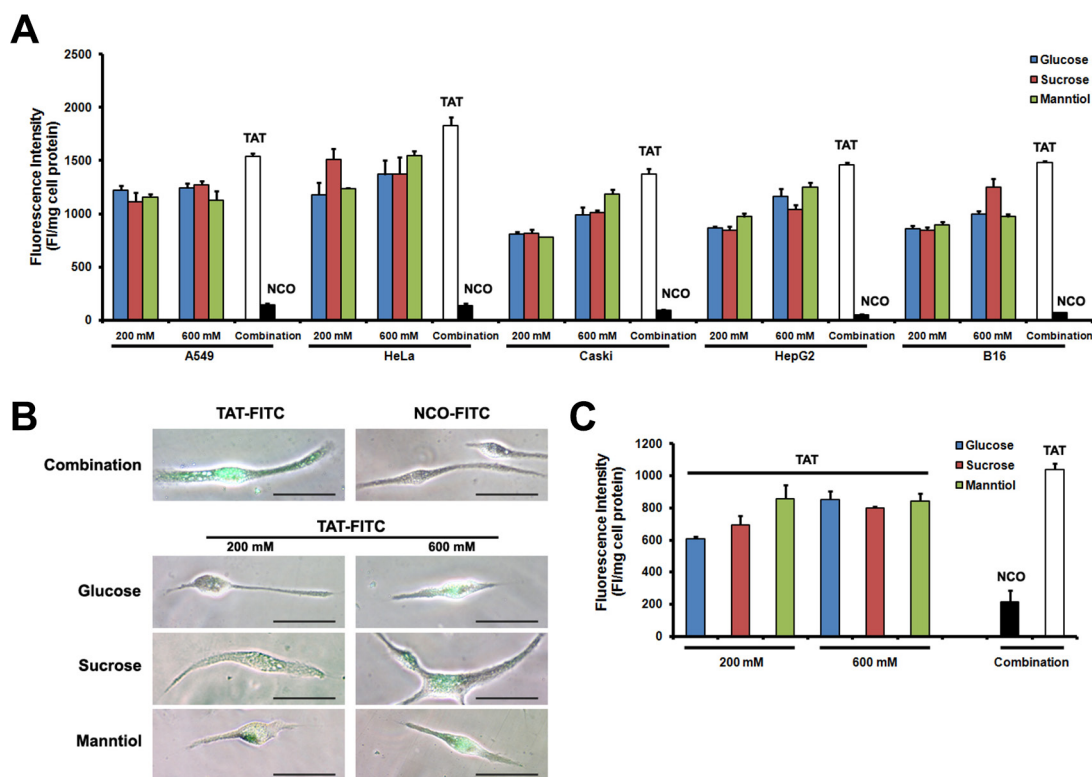 A
Fluorescence Intensity
(FI/mg cell protein)
2500
2000
1500
1000
500
0
Glucose
Sucrose
Manntiol
TAT
NCO
TAT
NCO
TAT
NCO
TAT
NCO
TAT
NCO
200 mM 600 mM Combination 200 mM 600 mM Combination 200 mM 600 mM Combination 200 mM 600 mM Combination 200 mM 600 mM Combination
A549 HeLa Caski HepG2 B16
B
TAT-FITC NCO-FITC
Combination
TAT-FITC
200 mM 600 mM
Glucose
Sucrose
Manntiol
C
Fluorescence Intensity
(FI/mg cell protein)
1200
1000
800
600
400
200
0
Glucose
Sucrose
Manntiol
TAT
NCO
TAT
200 mM 600 mM Combination